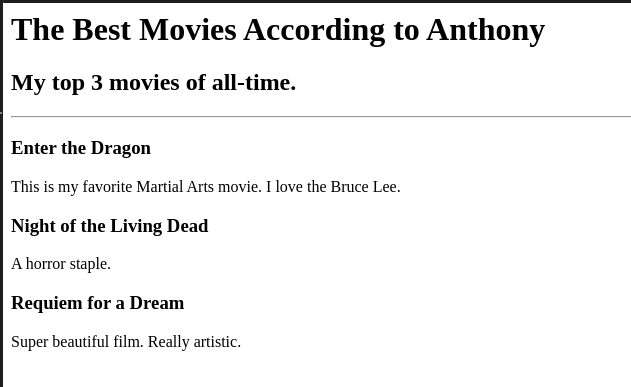 The Best Movies According to Anthony
My top 3 movies of all-time.
Enter the Dragon
This is my favorite Martial Arts movie. I love the Bruce Lee.
Night of the Living Dead
A horror staple.
Requiem for a Dream
Super beautiful film. Really artistic.